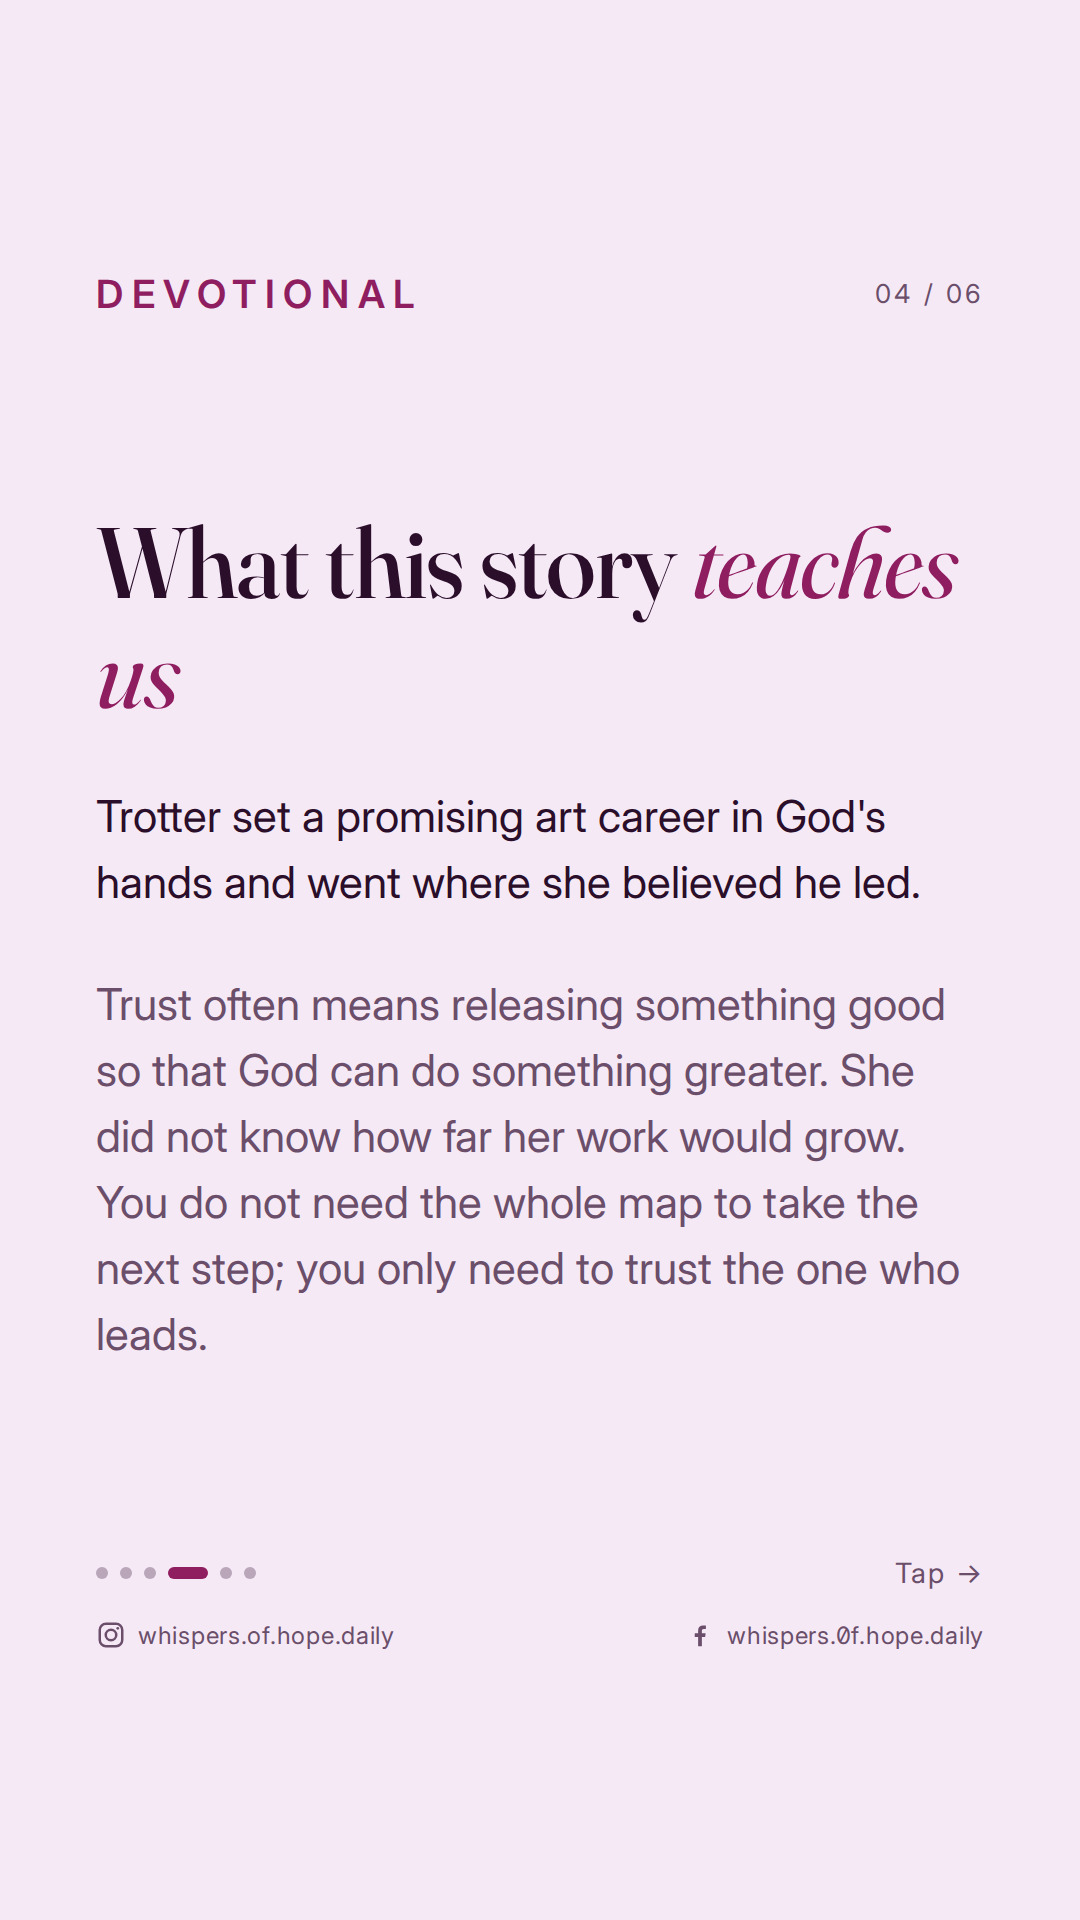 DEVOTIONAL
04 / 06
What this story teaches
us
Trotter set a promising art career in God's
hands and went where she believed he led.
Trust often means releasing something good
so that God can do something greater. She
did not know how far her work would grow.
You do not need the whole map to take the
next step; you only need to trust the one who
leads.
Tap →
whispers.of.hope.daily
whispers.0f.hope.daily